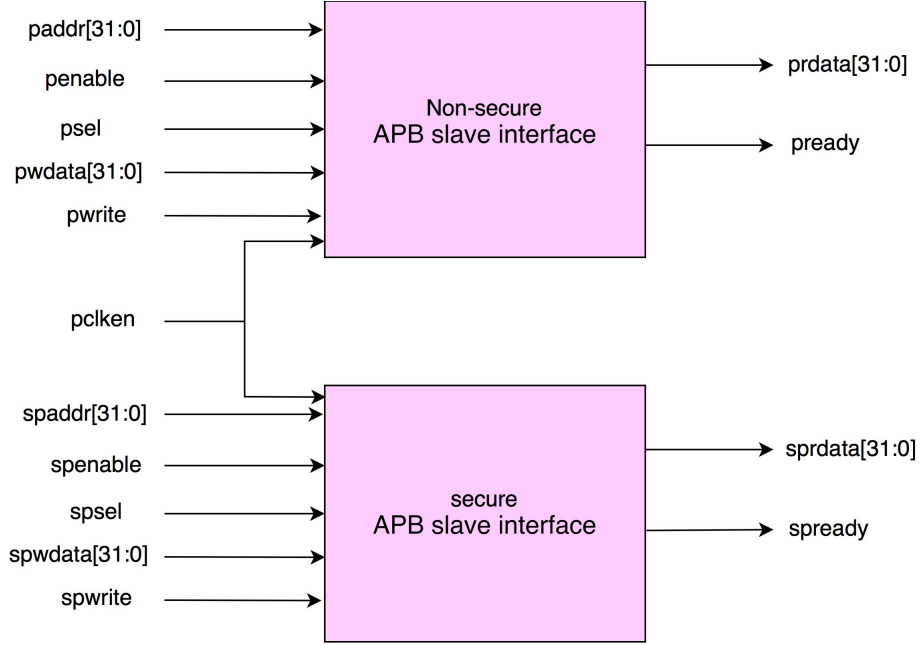 paddr[31:0]
penable
psel
pwdata[31:0]
pwrite
Non-secure
APB slave interface
prdata[31:0]
pready
pclken
spaddr[31:0]
spenable
spsel
spwdata[31:0]
spwrite
secure
APB slave interface
sprdata[31:0]
spready